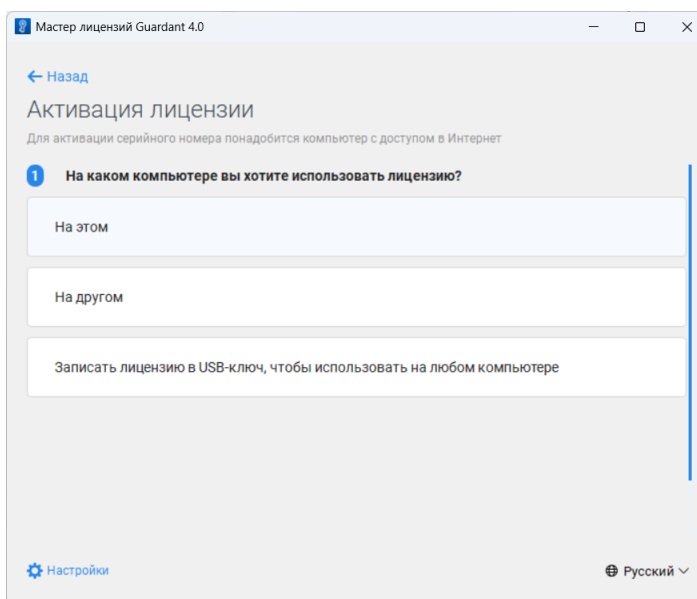 Мастер лицензий Guardant 4.0
Назад
Активация лицензии
Для активации серийного номера понадобится компьютер с доступом в Интернет
1 На каком компьютере вы хотите использовать лицензию?
На этом
На другом
Записать лицензию в USB-ключ, чтобы использовать на любом компьютере
Настройки
Русский